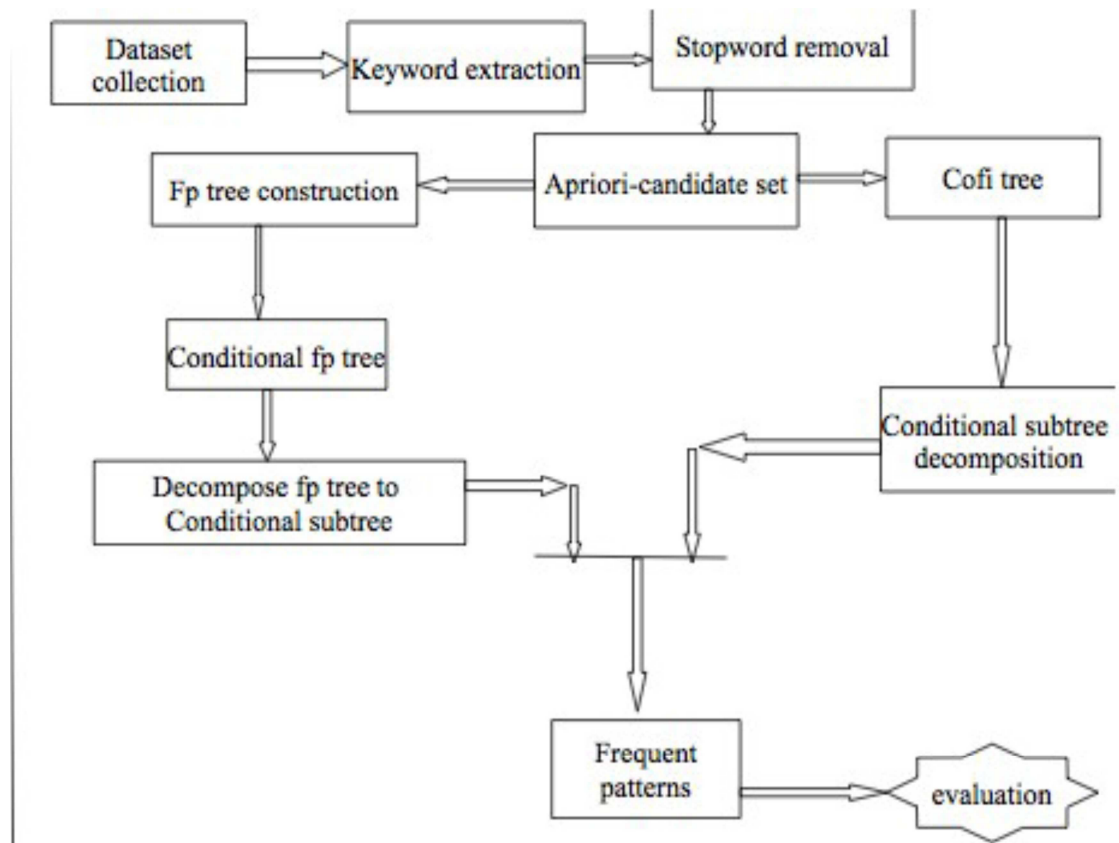 Dataset
collection
Keyword extraction
Stopword removal
Fp tree construction
Apriori-candidate set
Cofi tree
Conditional fp tree
Conditional subtree
decomposition
Decompose fp tree to
Conditional subtree
Frequent
patterns
evaluation